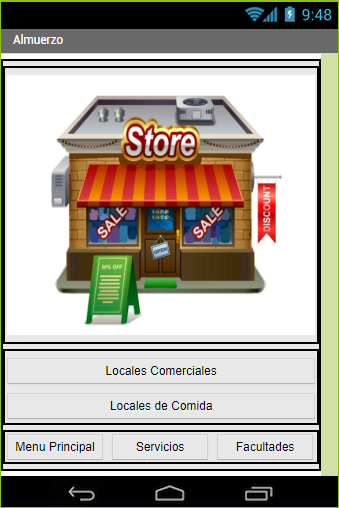 9:48
Almuerzo
Store
SALE
SALE
DISCOUNT
OPEN!
50% OFF
Locales Comerciales
Locales de Comida
Menu Principal
Servicios
Facultades